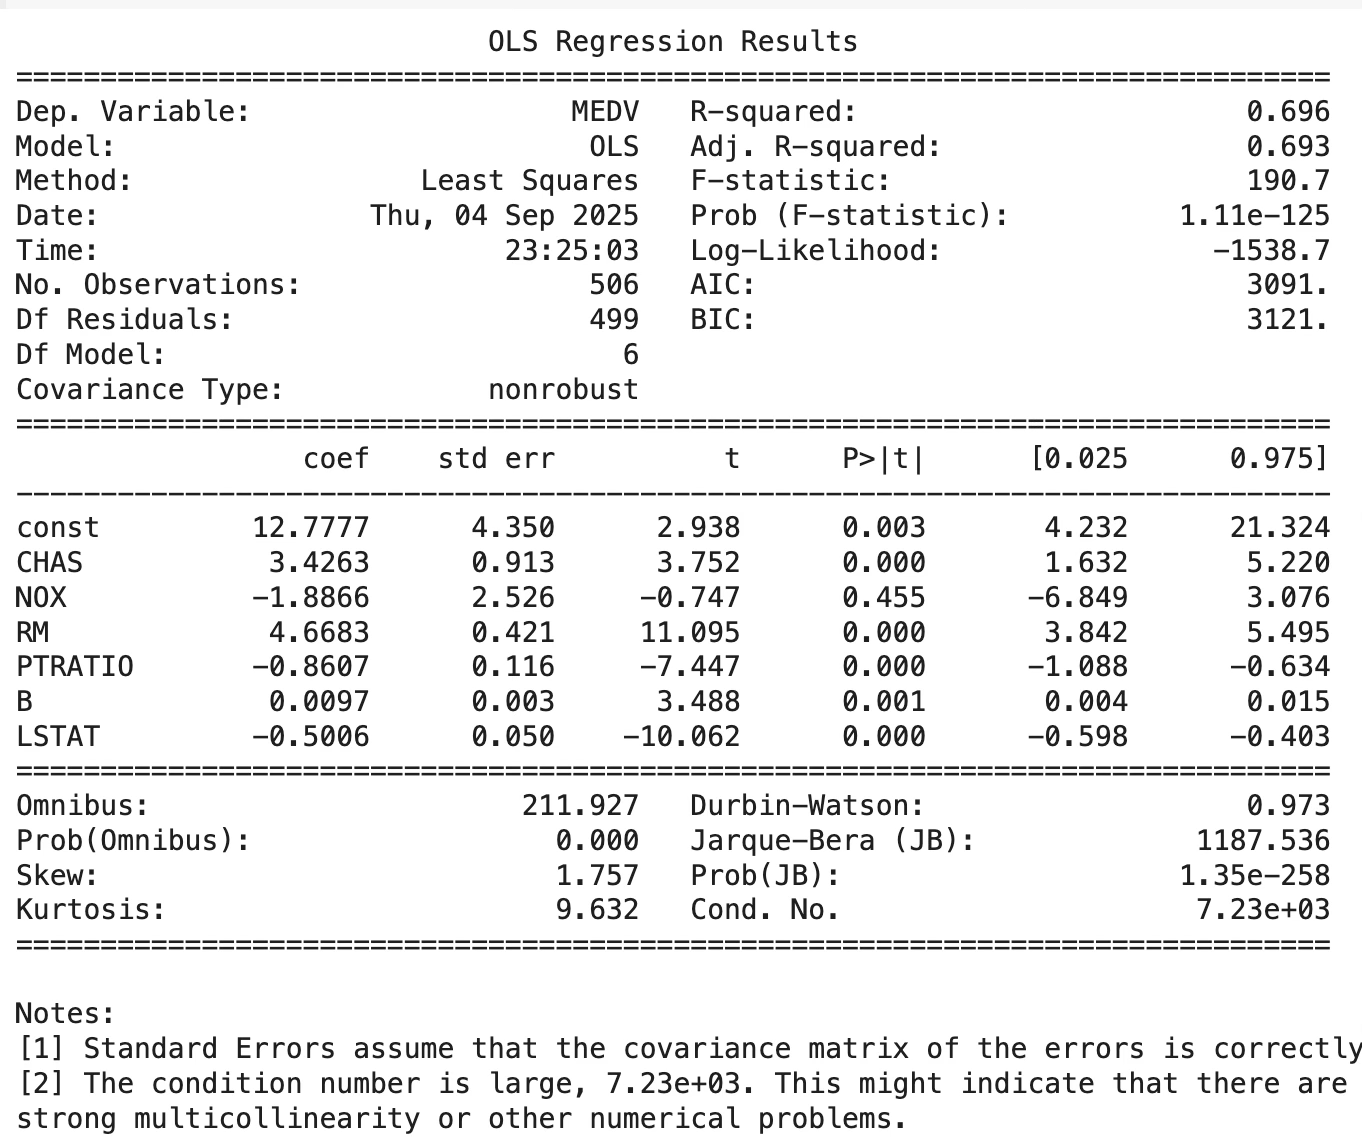 OLS Regression Results
==============================================================================
Dep. Variable:                   MEDV   R-squared:                       0.696
Model:                            OLS   Adj. R-squared:                  0.693
Method:                 Least Squares   F-statistic:                     190.7
Date:                Thu, 04 Sep 2025   Prob (F-statistic):          1.11e-125
Time:                        23:25:03   Log-Likelihood:                -1538.7
No. Observations:                 506   AIC:                             3091.
Df Residuals:                     499   BIC:                             3121.
Df Model:                           6
Covariance Type:            nonrobust
==============================================================================
                 coef    std err          t      P>|t|      [0.025      0.975]
------------------------------------------------------------------------------
const         12.7777      4.350      2.938      0.003       4.232      21.324
CHAS           3.4263      0.913      3.752      0.000       1.632       5.220
NOX           -1.8866      2.526     -0.747      0.455      -6.849       3.076
RM             4.6683      0.421     11.095      0.000       3.842       5.495
PTRATIO       -0.8607      0.116     -7.447      0.000      -1.088      -0.634
B              0.0097      0.003      3.488      0.001       0.004       0.015
LSTAT         -0.5006      0.050    -10.062      0.000      -0.598      -0.403
==============================================================================
Omnibus:                      211.927   Durbin-Watson:                   0.973
Prob(Omnibus):                  0.000   Jarque-Bera (JB):             1187.536
Skew:                           1.757   Prob(JB):                    1.35e-258
Kurtosis:                       9.632   Cond. No.                     7.23e+03
==============================================================================
Notes:
[1] Standard Errors assume that the covariance matrix of the errors is correctly
[2] The condition number is large, 7.23e+03. This might indicate that there are
strong multicollinearity or other numerical problems.